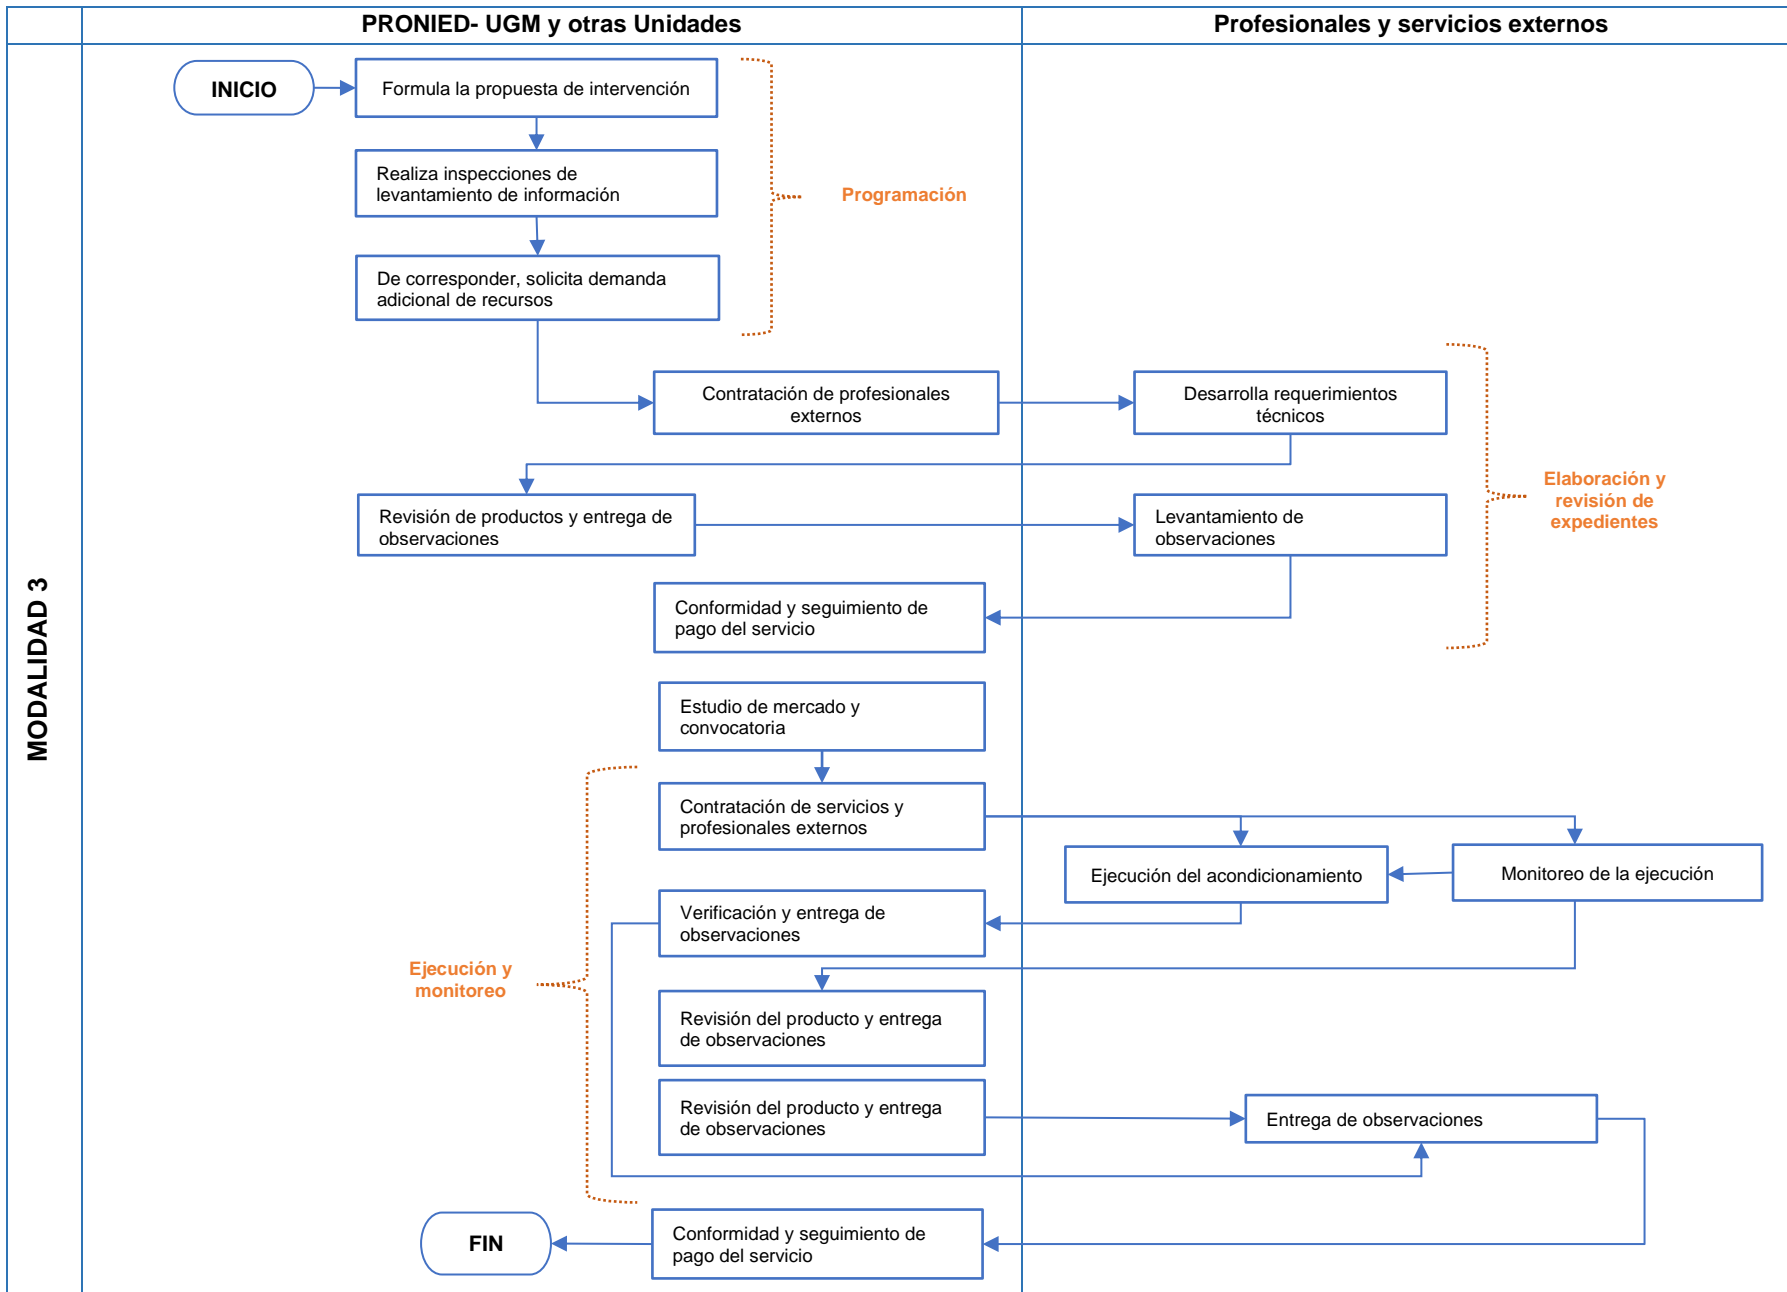 PRONIED- UGM y otras Unidades
Profesionales y servicios externos
MODALIDAD 3
INICIO
Formula la propuesta de intervención
Realiza inspecciones de
levantamiento de información
Programación
De corresponder, solicita demanda
adicional de recursos
Contratación de profesionales
externos
Desarrolla requerimientos
técnicos
Elaboración y
revisión de
expedientes
Revisión de productos y entrega de
observaciones
Levantamiento de
observaciones
Conformidad y seguimiento de
pago del servicio
Estudio de mercado y
convocatoria
Contratación de servicios y
profesionales externos
Ejecución del acondicionamiento
Monitoreo de la ejecución
Verificación y entrega de
observaciones
Ejecución y
monitoreo
Revisión del producto y entrega
de observaciones
Revisión del producto y entrega
de observaciones
Entrega de observaciones
Conformidad y seguimiento de
pago del servicio
FIN